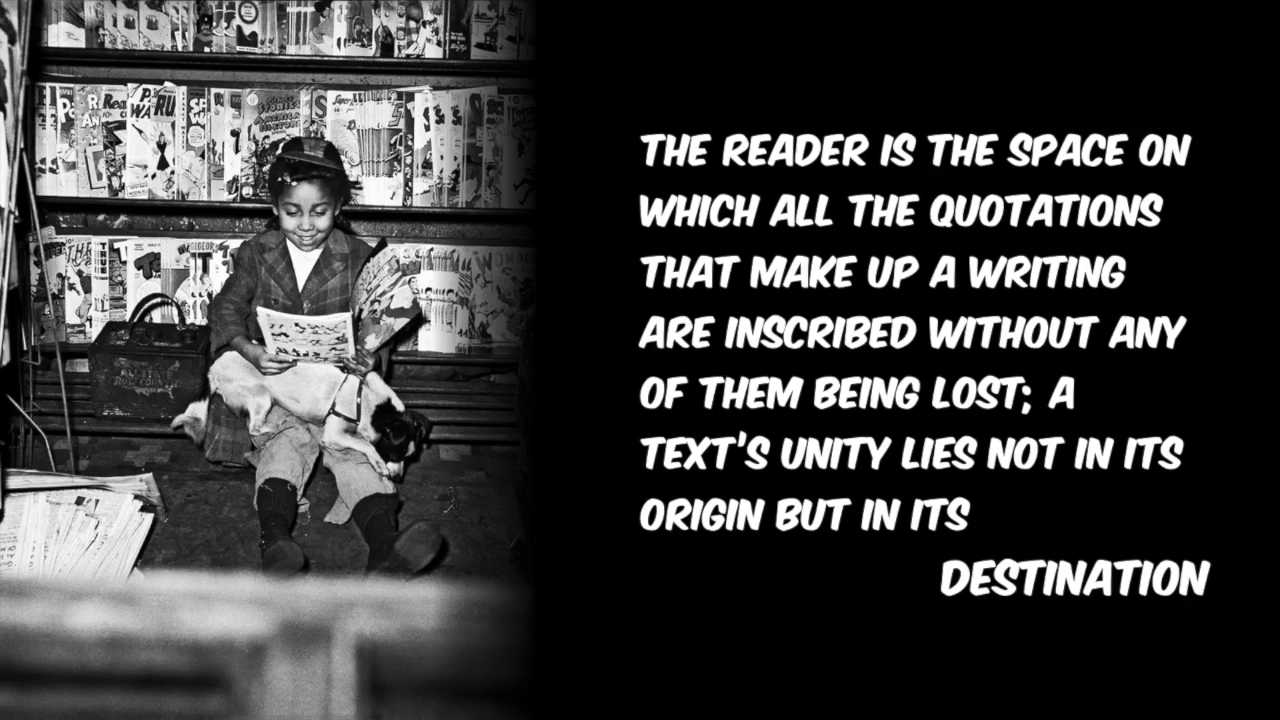 THE READER IS THE SPACE ON
WHICH ALL THE QUOTATIONS
THAT MAKE UP A WRITING
ARE INSCRIBED WITHOUT ANY
OF THEM BEING LOST; A
TEXT'S UNITY LIES NOT IN ITS
ORIGIN BUT IN ITS
DESTINATION